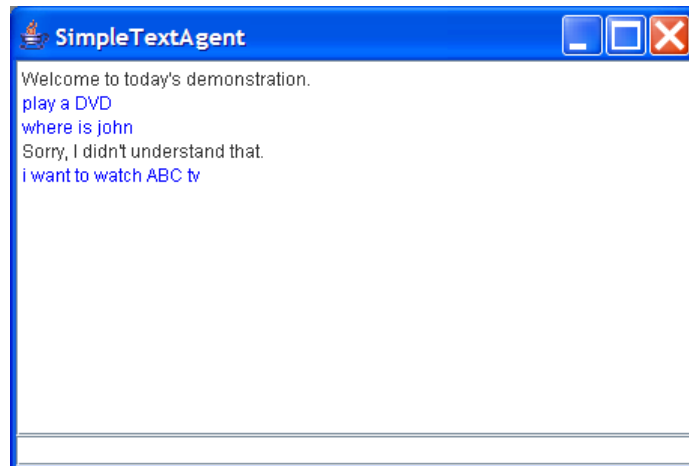 SimpleTextAgent
Welcome to today's demonstration.
play a DVD
where is john
Sorry, I didn't understand that.
i want to watch ABC tv